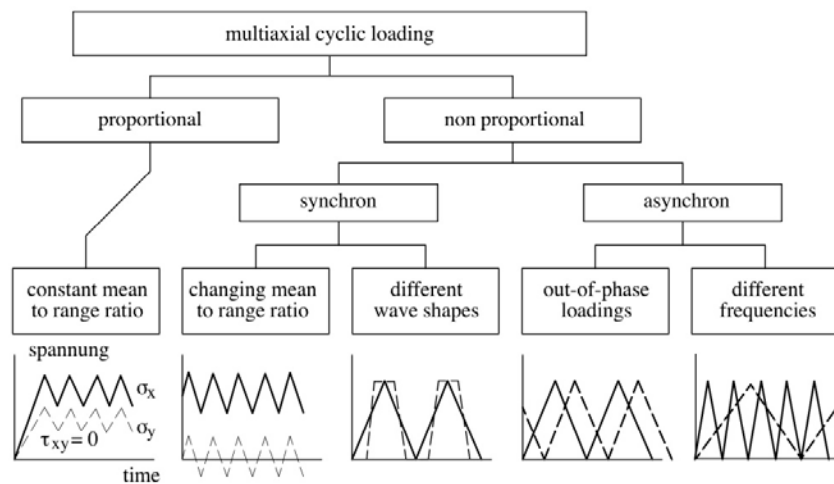 multiaxial cyclic loading
proportional
non proportional
synchron
asynchron
constant mean
to range ratio
changing mean
to range ratio
different
wave shapes
out-of-phase
loadings
different
frequencies
spannung
σx
σy
τxy = 0
time